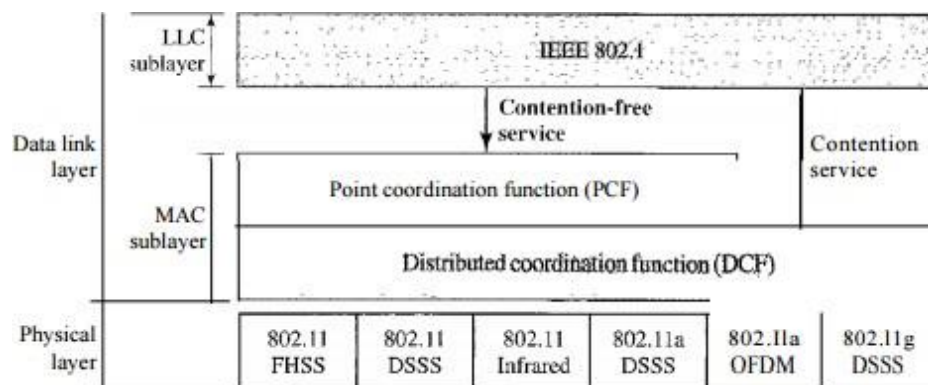 LLC
sublayer
IEEE 802.1
Contention-free
service
Data link
layer
Contention
service
Point coordination function (PCF)
MAC
sublayer
Distributed coordination function (DCF)
Physical
layer
802.11
FHSS
802.11
DSSS
802.11
Infrared
802.11a
DSSS
802.IIa
OFDM
802.11g
DSSS